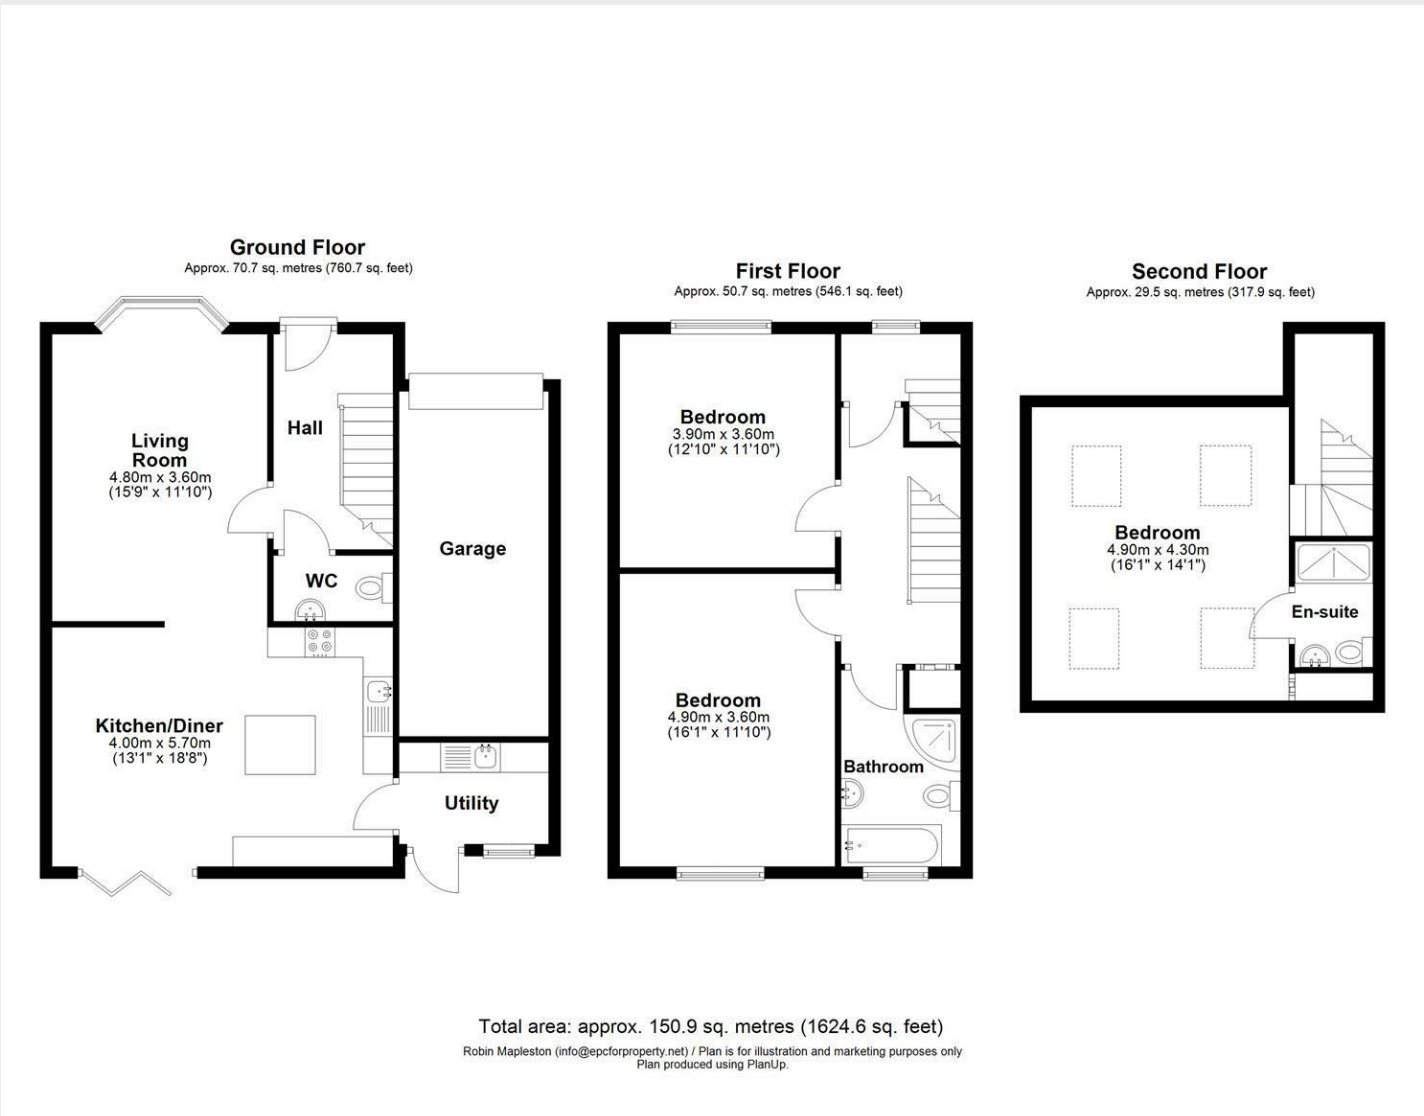 Ground Floor
Approx. 70.7 sq. metres (760.7 sq. feet)
Living
Room
4.80m x 3.60m
(15'9" x 11'10")
Hall
WC
Garage
Kitchen/Diner
4.00m x 5.70m
(13'1" x 18'8")
Utility
First Floor
Approx. 50.7 sq. metres (546.1 sq. feet)
Bedroom
3.90m x 3.60m
(12'10" x 11'10")
Bedroom
4.90m x 3.60m
(16'1" x 11'10")
Bathroom
Second Floor
Approx. 29.5 sq. metres (317.9 sq. feet)
Bedroom
4.90m x 4.30m
(16'1" x 14'1")
En-suite
Total area: approx. 150.9 sq. metres (1624.6 sq. feet)
Robin Mapleston (info@epcforproperty.net) / Plan is for illustration and marketing purposes only
Plan produced using PlanUp.